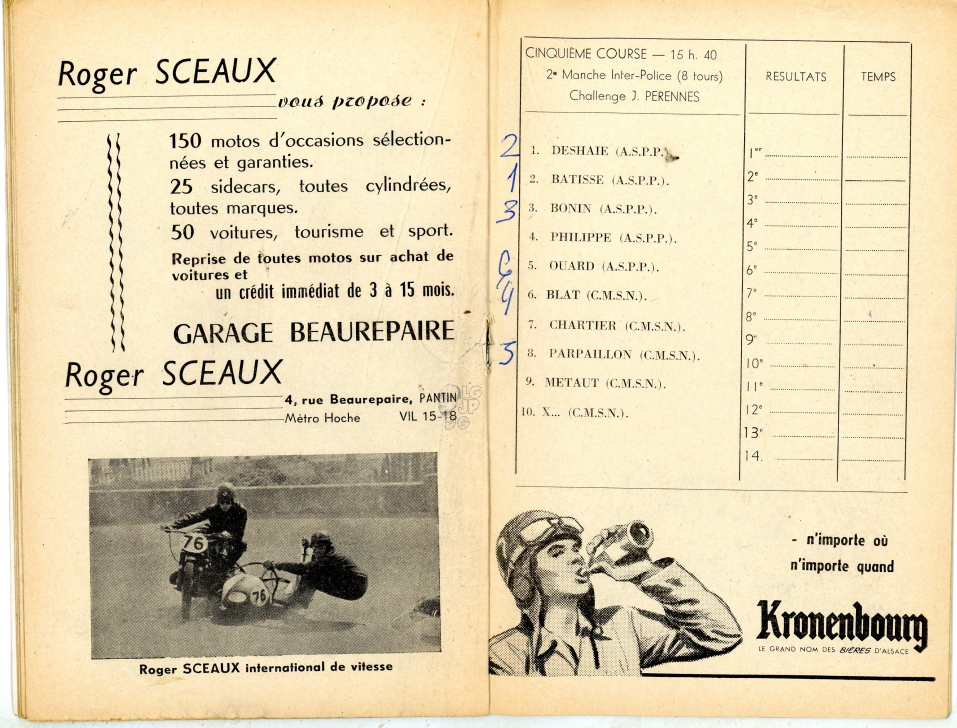 Roger SCEAUX
vous propose :
150 motos d'occasions sélection-
nées et garanties.
25 sidecars, toutes cylindrées,
toutes marques.
50 voitures, tourisme et sport.
Reprise de toutes motos sur achat de
voitures et
un crédit immédiat de 3 à 15 mois.
GARAGE BEAUREPAIRE
Roger SCEAUX
4, rue Beaurepaire, PANTIN
Métro Hoche VIL 15-18
76
76
Roger SCEAUX international de vitesse
CINQUIÈME COURSE — 15 h. 40
2e Manche Inter-Police (8 tours)
Challenge J. PERENNES
RESULTATS
TEMPS
2 1. DESHAIE (A.S.P.P.).
1 2. BATISSE (A.S.P.P.).
3 3. BONIN (A.S.P.P.).
4. PHILIPPE (A.S.P.P.).
6 5. OUARD (A.S.P.P.).
4 6. BLAT (C.M.S.N.).
7. CHARTIER (C.M.S.N.).
5 8. PARPAILLON (C.M.S.N.).
9. METAUT (C.M.S.N.).
10. X... (C.M.S.N.).
1er
2e
3e
4e
5e
6e
7e
8e
9e
10e
11e
12e
13e
14.
- n'importe où
n'importe quand
Kronenbourg
LE GRAND NOM DES BIÈRES D'ALSACE